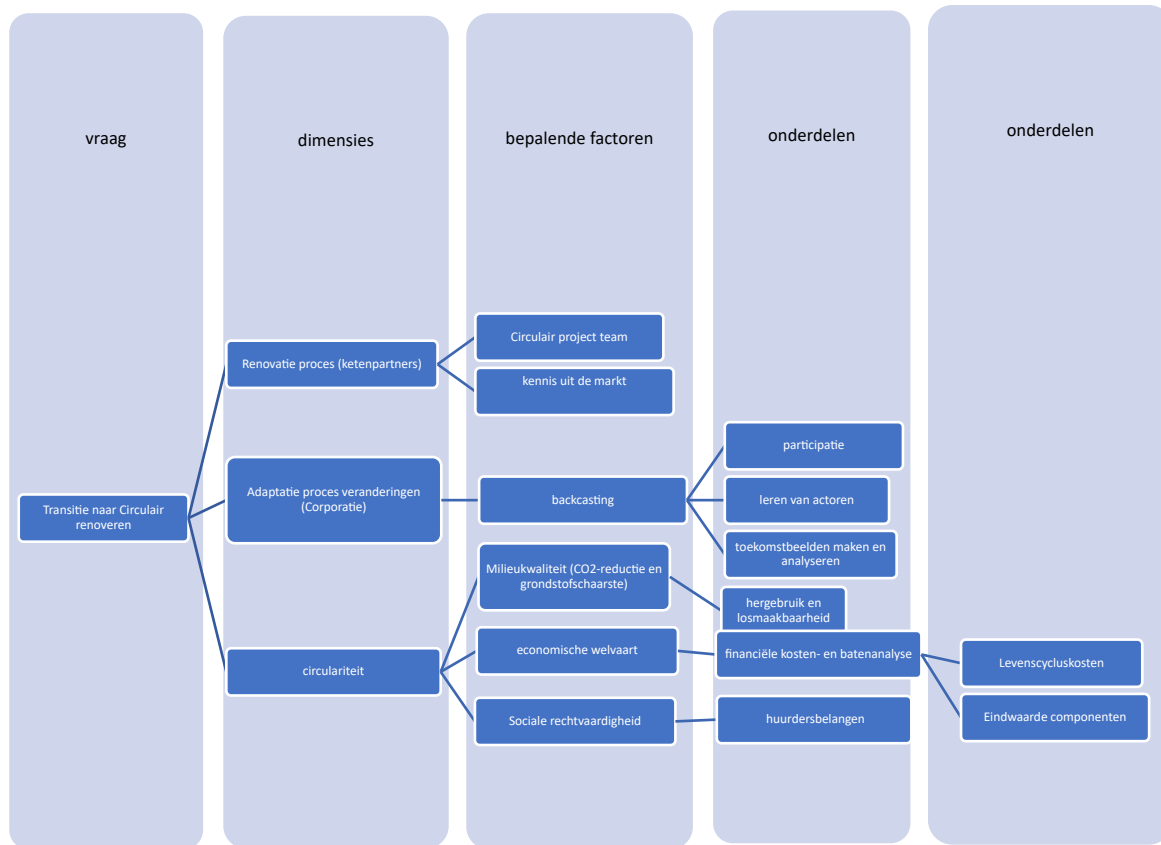 vraag
dimensies
bepalende factoren
onderdelen
onderdelen
Transitie naar Circulair
renoveren
Renovatie proces (ketenpartners)
Adaptatie proces veranderingen
(Corporatie)
circulariteit
Circulair project team
kennis uit de markt
backcasting
Milieukwaliteit (CO2-reductie en
grondstofschaarste)
economische welvaart
Sociale rechtvaardigheid
participatie
leren van actoren
toekomstbeelden maken en
analyseren
hergebruik en
losmaakbaarheid
financiële kosten- en batenanalyse
huurdersbelangen
Levenscycluskosten
Eindwaarde componenten